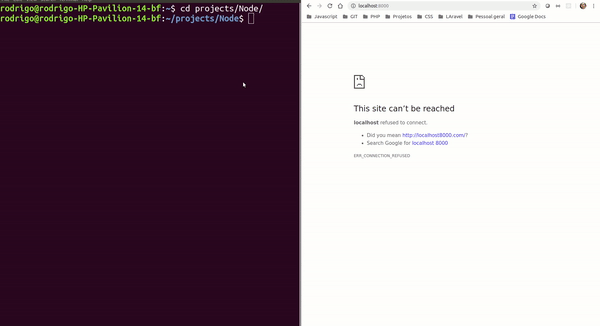 rodrigo@rodrigo-HP-Pavilion-14-bf:~$ cd projects/Node/
rodrigo@rodrigo-HP-Pavilion-14-bf:~/projects/Node$
localhost:8000
Javascript GIT PHP Projetos CSS LAravel Pessoal geral Google Docs
This site can't be reached
localhost refused to connect.
Did you mean http://localhost8000.com/?
Search Google for localhost 8000
ERR_CONNECTION_REFUSED